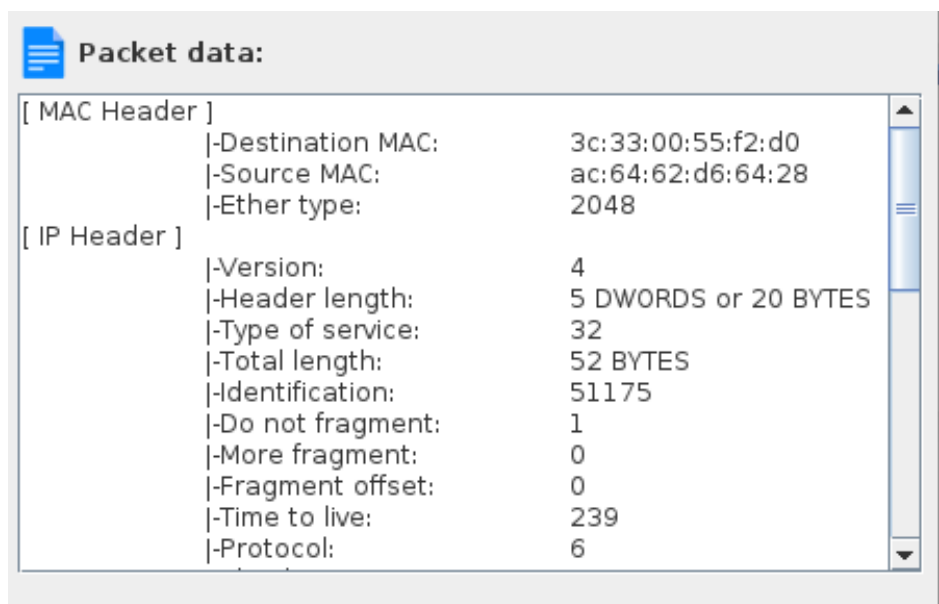 Packet data:
[ MAC Header ]
|-Destination MAC: 3c:33:00:55:f2:d0
|-Source MAC: ac:64:62:d6:64:28
|-Ether type: 2048
[ IP Header ]
|-Version: 4
|-Header length: 5 DWORDS or 20 BYTES
|-Type of service: 32
|-Total length: 52 BYTES
|-Identification: 51175
|-Do not fragment: 1
|-More fragment: 0
|-Fragment offset: 0
|-Time to live: 239
|-Protocol: 6